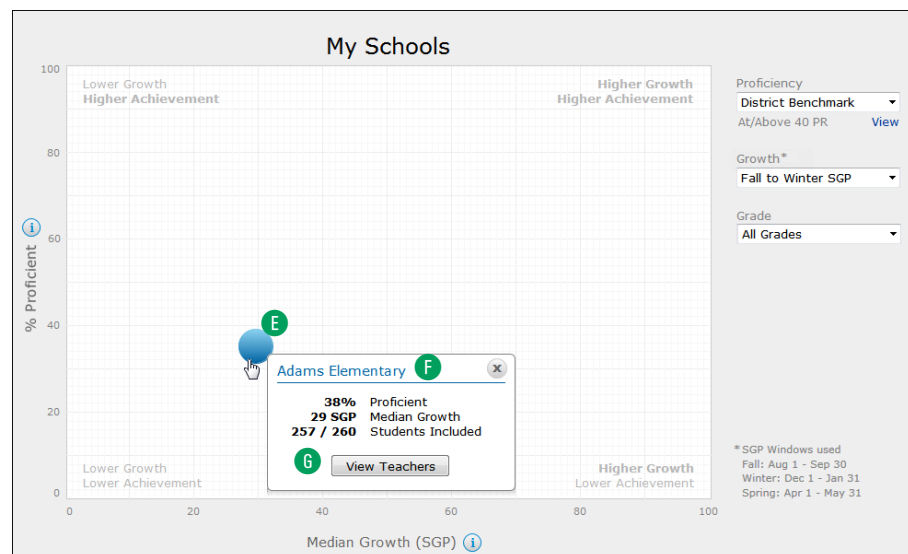 My Schools
100
80
60
40
20
0
% Proficient
i
Lower Growth
Higher Achievement
Higher Growth
Higher Achievement
E
Adams Elementary
F
x
38% Proficient
29 SGP Median Growth
257 / 260 Students Included
G
View Teachers
Lower Growth
Lower Achievement
Higher Growth
Lower Achievement
0
20
40
60
80
100
Median Growth (SGP)
i
Proficiency
District Benchmark
At/Above 40 PR View
Growth*
Fall to Winter SGP
Grade
All Grades
* SGP Windows used
Fall: Aug 1 - Sep 30
Winter: Dec 1 - Jan 31
Spring: Apr 1 - May 31